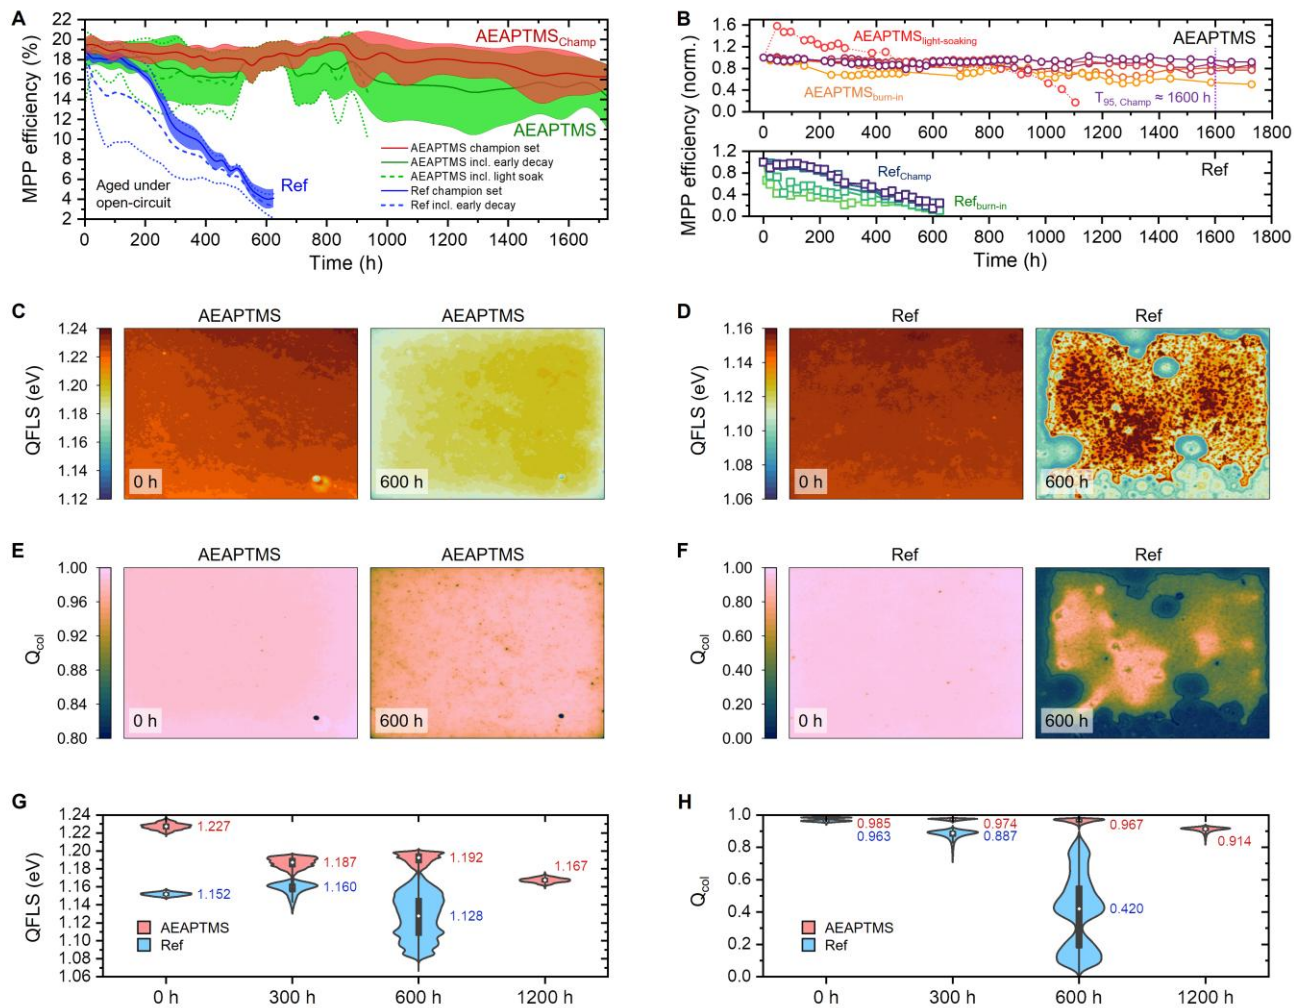 A
MPP efficiency (%)
22
20
18
16
14
12
10
8
6
4
2
AEAPTMS_Champ
AEAPTMS
Ref
Aged under
open-circuit
AEAPTMS champion set
AEAPTMS incl. early decay
AEAPTMS incl. light soak
Ref champion set
Ref incl. early decay
0 200 400 600 800 1000 1200 1400 1600
Time (h)
B
MPP efficiency (norm.)
1.6
1.2
0.8
0.4
0.0
AEAPTMS_light-soaking
AEAPTMS
AEAPTMS_burn-in
T_95, Champ ≈ 1600 h
0 200 400 600 800 1000 1200 1400 1600 1800
1.2
0.8
0.4
0.0
Ref_Champ
Ref
Ref_burn-in
0 200 400 600 800 1000 1200 1400 1600 1800
Time (h)
C
AEAPTMS
AEAPTMS
QFLS (eV)
1.24
1.22
1.20
1.18
1.16
1.14
1.12
0 h
600 h
D
Ref
Ref
QFLS (eV)
1.16
1.14
1.12
1.10
1.08
1.06
0 h
600 h
E
AEAPTMS
AEAPTMS
Q_col
1.00
0.96
0.92
0.88
0.84
0.80
0 h
600 h
F
Ref
Ref
Q_col
1.00
0.80
0.60
0.40
0.20
0.00
0 h
600 h
G
QFLS (eV)
1.24
1.22
1.20
1.18
1.16
1.14
1.12
1.10
1.08
1.06
1.227
1.152
1.187
1.160
1.192
1.128
1.167
AEAPTMS
Ref
0 h 300 h 600 h 1200 h
H
Q_col
1.0
0.8
0.6
0.4
0.2
0.0
0.985
0.963
0.974
0.887
0.967
0.420
0.914
AEAPTMS
Ref
0 h 300 h 600 h 1200 h